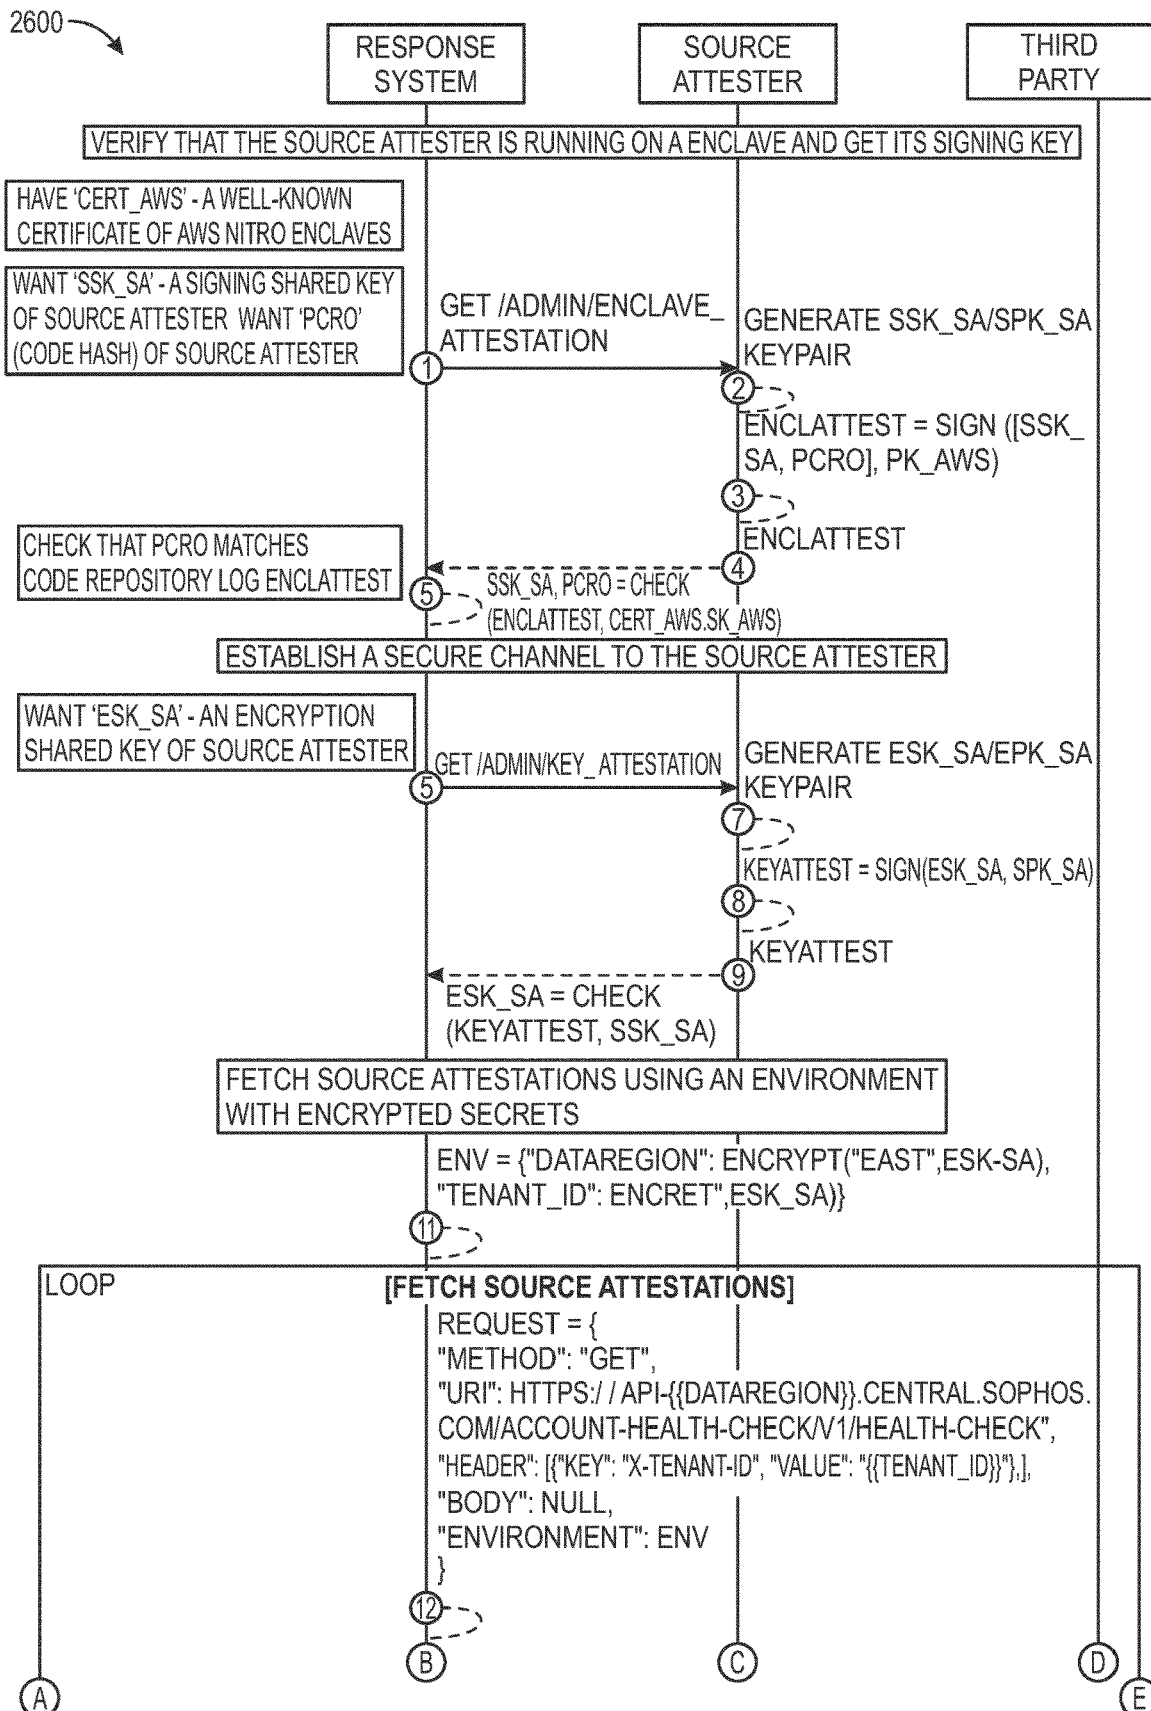 2600
RESPONSE
SYSTEM
SOURCE
ATTESTER
THIRD
PARTY
VERIFY THAT THE SOURCE ATTESTER IS RUNNING ON A ENCLAVE AND GET ITS SIGNING KEY
HAVE 'CERT_AWS' - A WELL-KNOWN
CERTIFICATE OF AWS NITRO ENCLAVES
WANT 'SSK_SA' - A SIGNING SHARED KEY
OF SOURCE ATTESTER WANT 'PCRO'
(CODE HASH) OF SOURCE ATTESTER
GET /ADMIN/ENCLAVE_
ATTESTATION
1
GENERATE SSK_SA/SPK_SA
KEYPAIR
2
ENCLATTEST = SIGN ([SSK_
SA, PCRO], PK_AWS)
3
ENCLATTEST
4
CHECK THAT PCRO MATCHES
CODE REPOSITORY LOG ENCLATTEST
5
SSK_SA, PCRO = CHECK
(ENCLATTEST, CERT_AWS.SK_AWS)
ESTABLISH A SECURE CHANNEL TO THE SOURCE ATTESTER
WANT 'ESK_SA' - AN ENCRYPTION
SHARED KEY OF SOURCE ATTESTER
GET /ADMIN/KEY_ATTESTATION
5
GENERATE ESK_SA/EPK_SA
KEYPAIR
7
KEYATTEST = SIGN(ESK_SA, SPK_SA)
8
KEYATTEST
9
ESK_SA = CHECK
(KEYATTEST, SSK_SA)
FETCH SOURCE ATTESTATIONS USING AN ENVIRONMENT
WITH ENCRYPTED SECRETS
ENV = {"DATAREGION": ENCRYPT("EAST",ESK-SA),
"TENANT_ID": ENCRET",ESK_SA)}
11
LOOP
[FETCH SOURCE ATTESTATIONS]
REQUEST = {
"METHOD": "GET",
"URI": HTTPS:/ / API-{{DATAREGION}}.CENTRAL.SOPHOS.
COM/ACCOUNT-HEALTH-CHECK/V1/HEALTH-CHECK",
"HEADER": [{"KEY": "X-TENANT-ID", "VALUE": "{{TENANT_ID}}"},],
"BODY": NULL,
"ENVIRONMENT": ENV
}
12
B
C
D
A
E